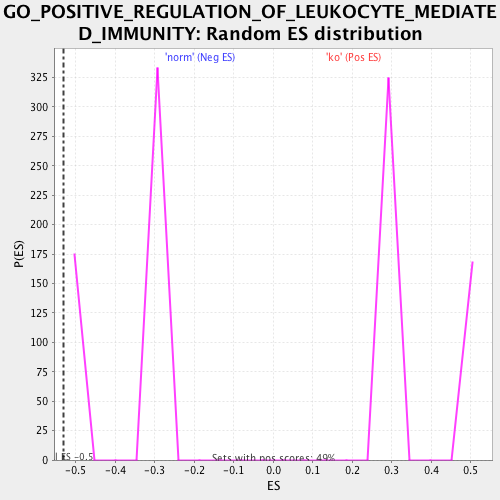 GO_POSITIVE_REGULATION_OF_LEUKOCYTE_MEDIATE
D_IMMUNITY: Random ES distribution
'norm' (Neg ES) 'ko' (Pos ES)
325
300
275
250
225
200
175
150
125
100
75
50
25
0
P(ES)
ES -0.5
Sets with pos scores: 49%
-0.5 -0.4 -0.3 -0.2 -0.1 0.0 0.1 0.2 0.3 0.4 0.5
ES